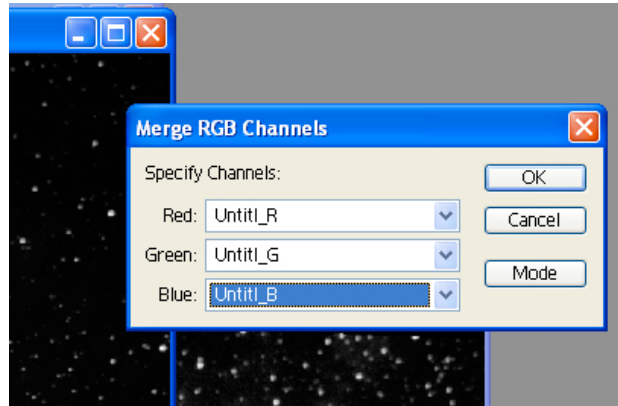 Merge RGB Channels
Specify Channels:
OK
Red: Untitl_R
Cancel
Green: Untitl_G
Mode
Blue: Untitl_B